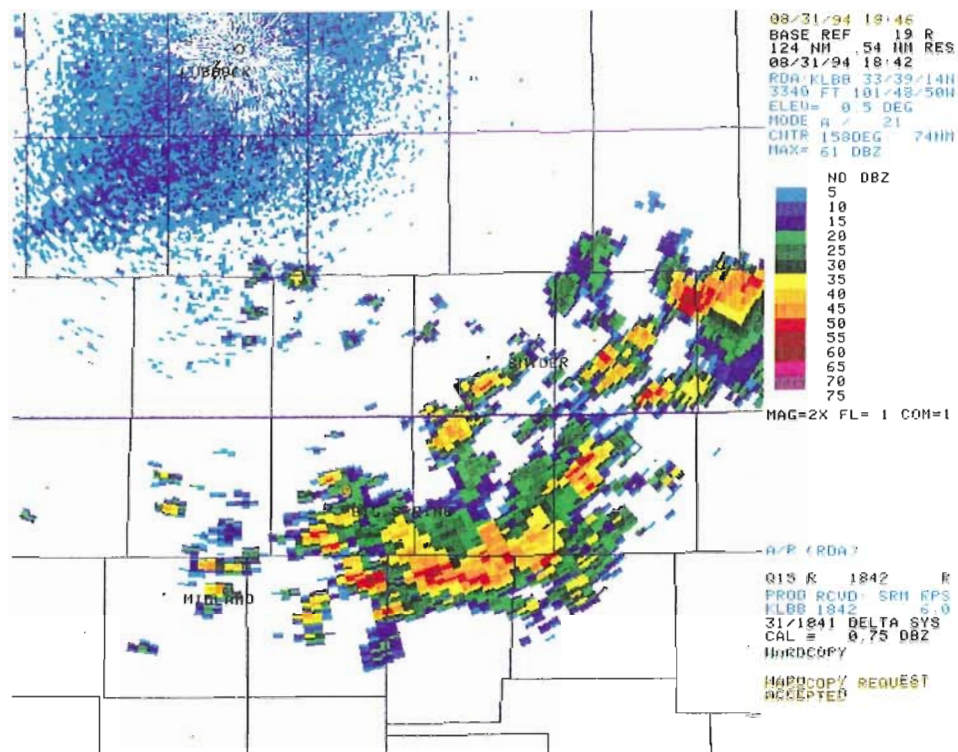 08/31/94 18:46
BASE REF 19 R
124 NM .54 NM RES
08/31/94 18:42
RDA:KLBB 33/39/14N
3340 FT 101/48/50W
ELEV= 0.5 DEG
MODE A / 21
CNTR 158DEG 74NM
MAX= 61 DBZ
ND DBZ
5
10
15
20
25
30
35
40
45
50
55
60
65
70
75
MAG=2X FL= 1 COM=1
LUBBOCK
SNYDER
BIG SPRING
MIDLAND
A/R (RDA)
Q15 R 1842 R
PROD RCVD: SRM RPS
KLBB 1842 6.0
31/1841 DELTA SYS
CAL = 0.75 DBZ
HARDCOPY
HARDCOPY REQUEST
ACCEPTED